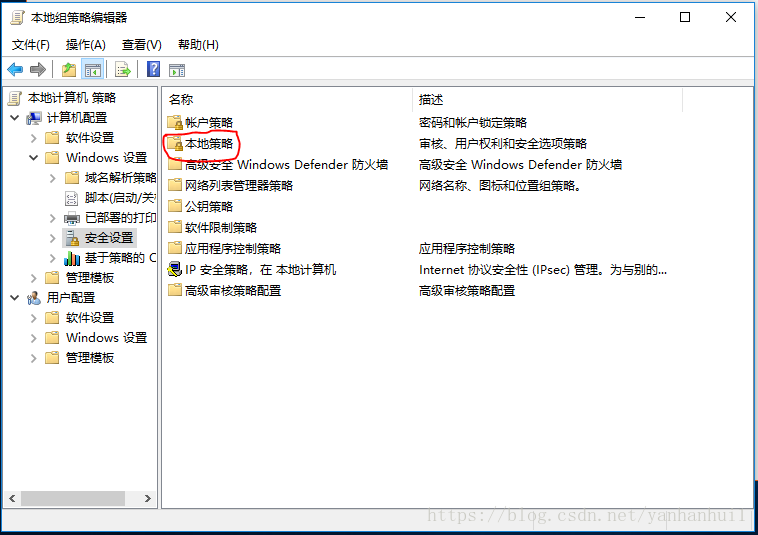 本地组策略编辑器
文件(F) 操作(A) 查看(V) 帮助(H)
本地计算机 策略
计算机配置
软件设置
Windows 设置
域名解析策略
脚本(启动/关机
已部署的打印
安全设置
基于策略的 C
管理模板
用户配置
软件设置
Windows 设置
管理模板
名称 描述
帐户策略 密码和帐户锁定策略
本地策略 审核、用户权利和安全选项策略
高级安全 Windows Defender 防火墙 高级安全 Windows Defender 防火墙
网络列表管理器策略 网络名称、图标和位置组策略。
公钥策略
软件限制策略
应用程序控制策略 应用程序控制策略
IP 安全策略，在 本地计算机 Internet 协议安全性 (IPsec) 管理。为与别的...
高级审核策略配置 高级审核策略配置
https://blog.csdn.net/yanhanhui1